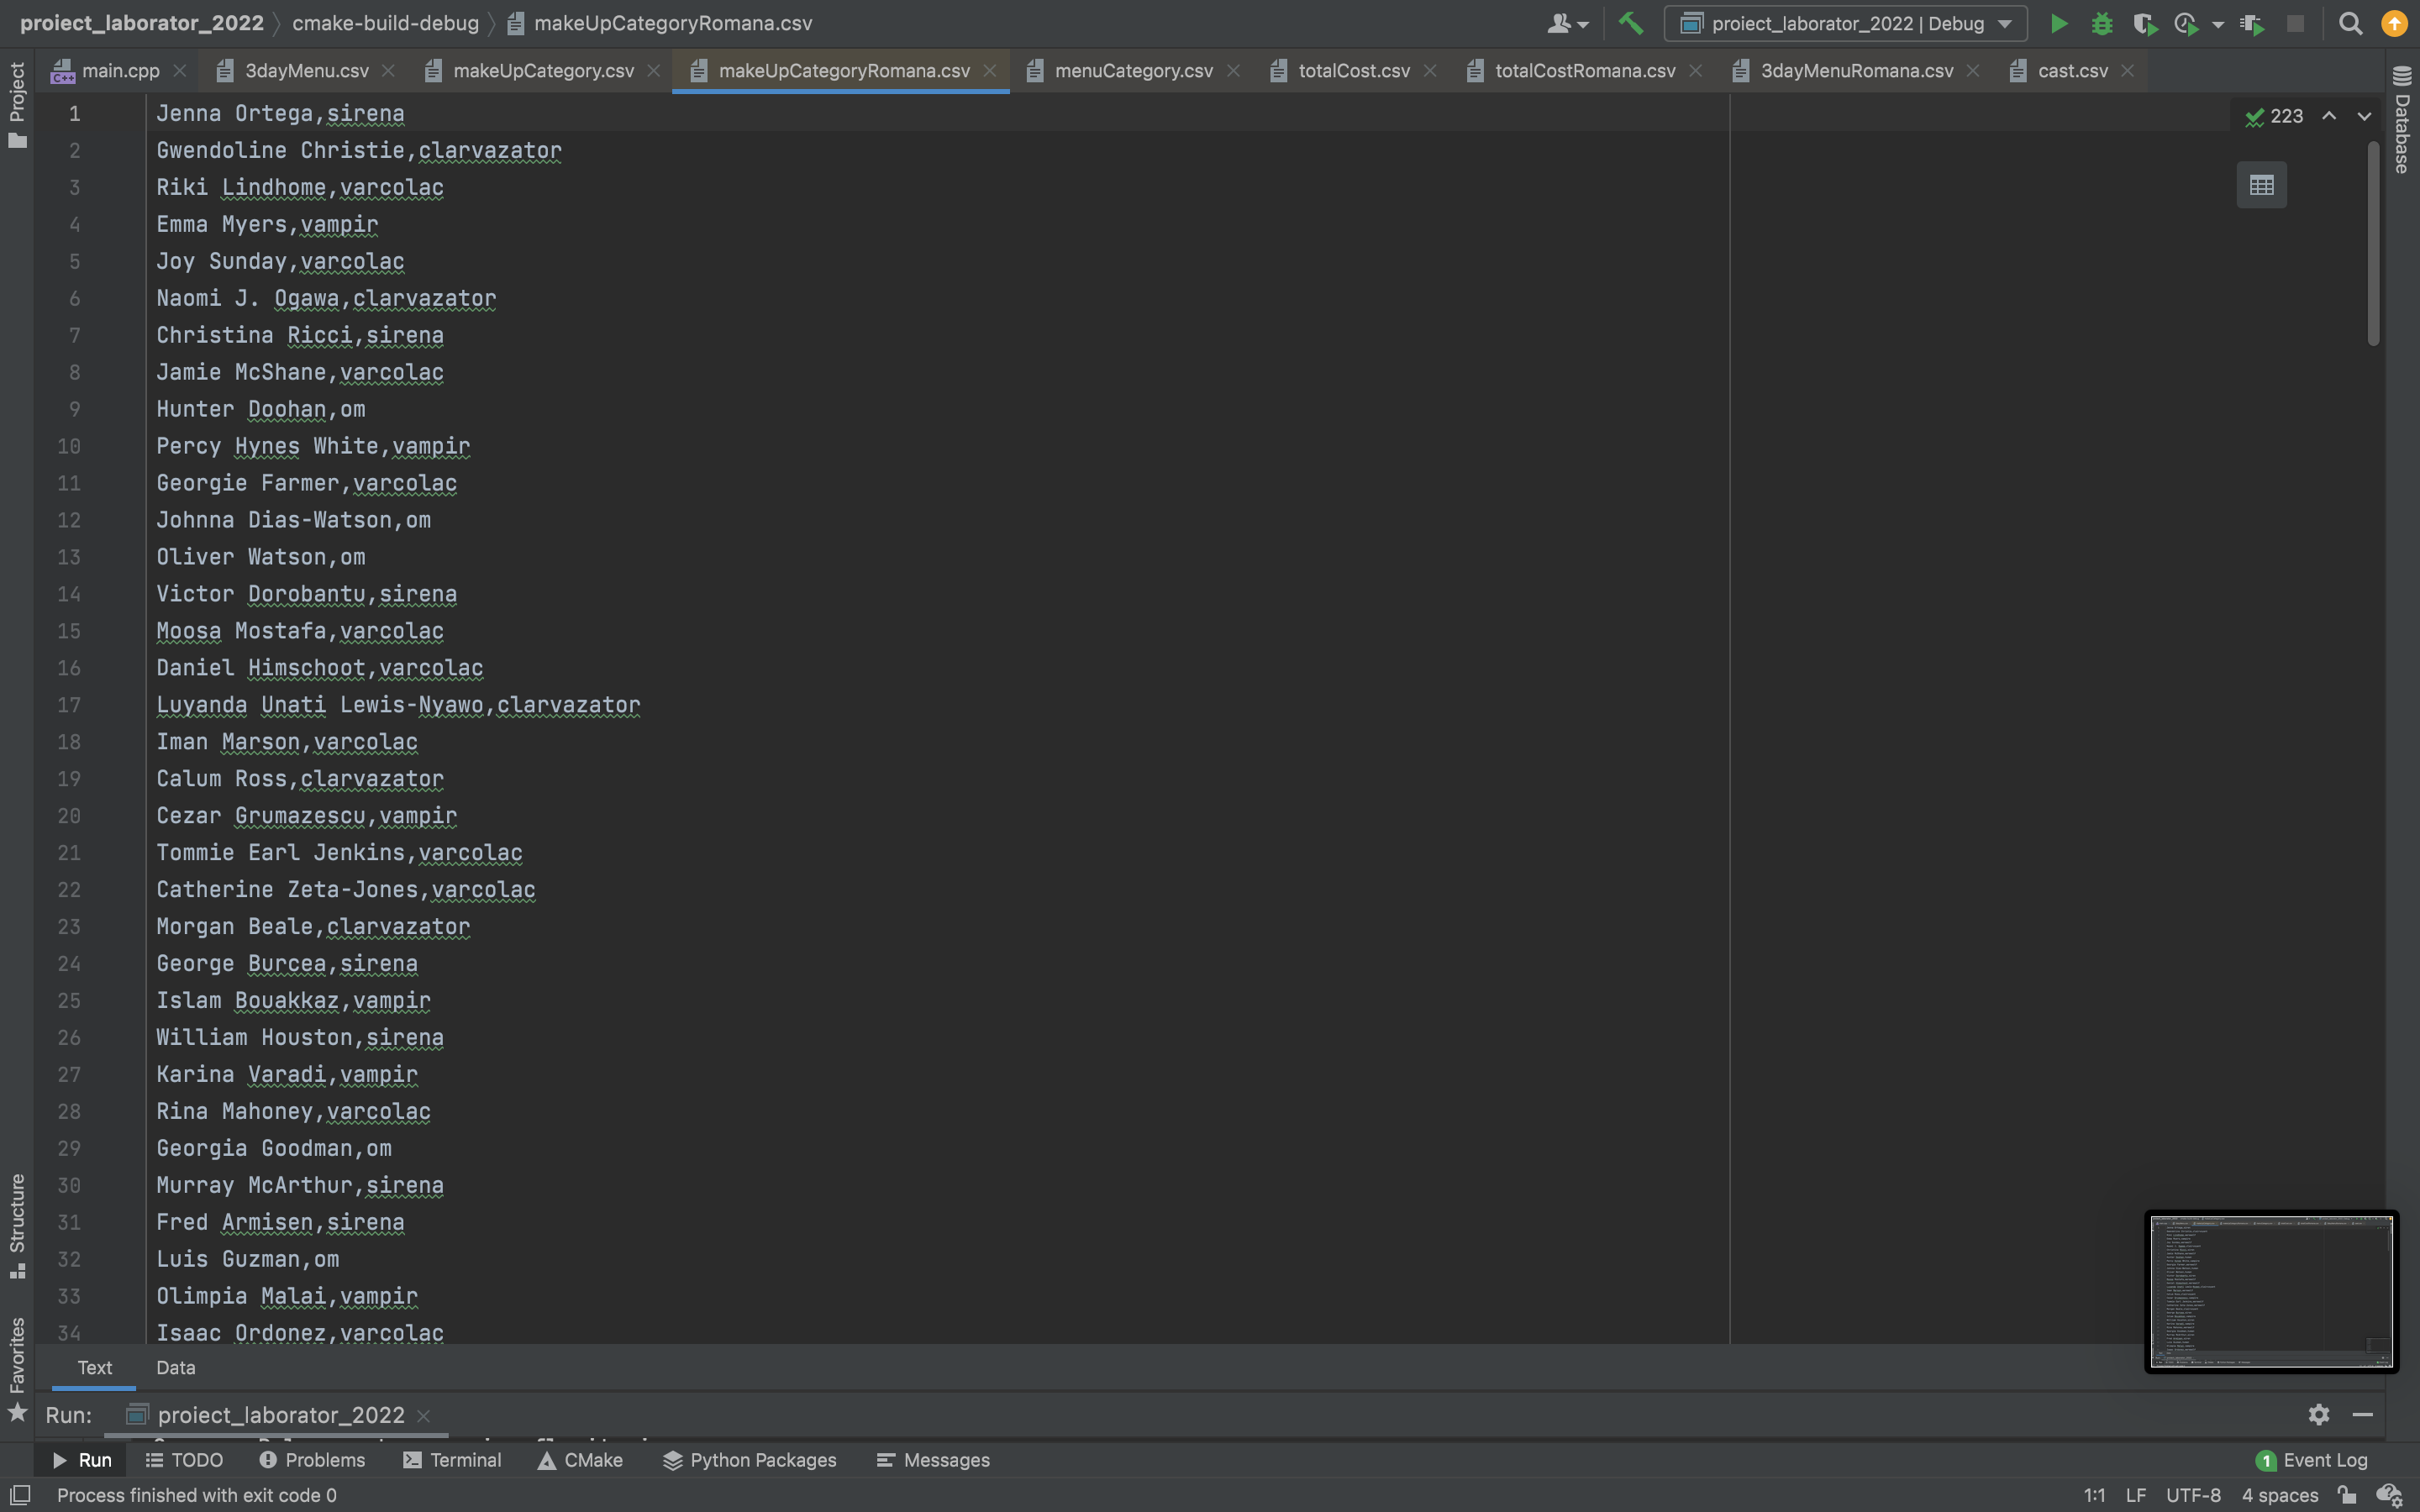 proiect_laborator_2022 cmake-build-debug makeUpCategoryRomana.csv proiect_laborator_2022 | Debug
main.cpp 3dayMenu.csv makeUpCategory.csv makeUpCategoryRomana.csv menuCategory.csv totalCost.csv totalCostRomana.csv 3dayMenuRomana.csv cast.csv
Project
Database
223
1 Jenna Ortega,sirena
2 Gwendoline Christie,clarvazator
3 Riki Lindhome,varcolac
4 Emma Myers,vampir
5 Joy Sunday,varcolac
6 Naomi J. Ogawa,clarvazator
7 Christina Ricci,sirena
8 Jamie McShane,varcolac
9 Hunter Doohan,om
10 Percy Hynes White,vampir
11 Georgie Farmer,varcolac
12 Johnna Dias-Watson,om
13 Oliver Watson,om
14 Victor Dorobantu,sirena
15 Moosa Mostafa,varcolac
16 Daniel Himschoot,varcolac
17 Luyanda Unati Lewis-Nyawo,clarvazator
18 Iman Marson,varcolac
19 Calum Ross,clarvazator
20 Cezar Grumazescu,vampir
21 Tommie Earl Jenkins,varcolac
22 Catherine Zeta-Jones,varcolac
23 Morgan Beale,clarvazator
24 George Burcea,sirena
25 Islam Bouakkaz,vampir
26 William Houston,sirena
27 Karina Varadi,vampir
28 Rina Mahoney,varcolac
29 Georgia Goodman,om
30 Murray McArthur,sirena
31 Fred Armisen,sirena
32 Luis Guzman,om
33 Olimpia Malai,vampir
34 Isaac Ordonez,varcolac
Structure
Favorites
Text Data
Run: proiect_laborator_2022
Run TODO Problems Terminal CMake Python Packages Messages 1 Event Log
Process finished with exit code 0 1:1 LF UTF-8 4 spaces